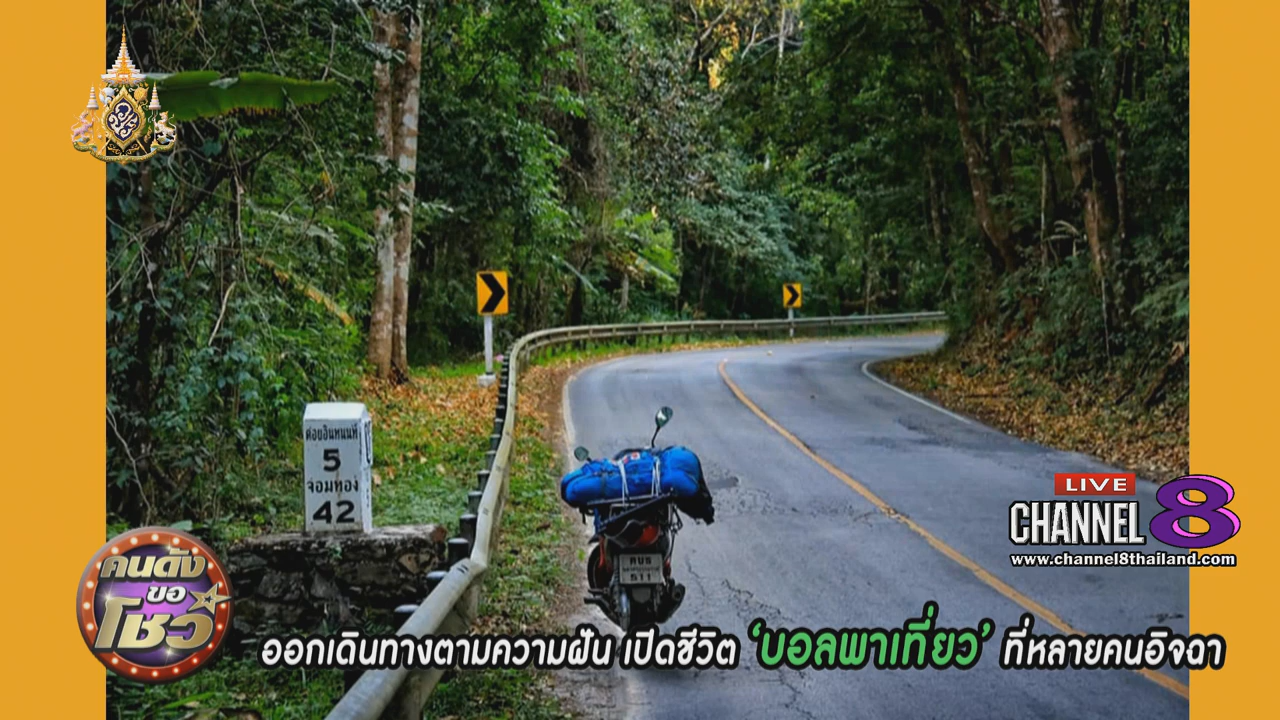 ดอยอินทนนท์
5
จอมทอง
42
511
LIVE
CHANNEL 8
www.channel8thailand.com
คนดัง
ขอ
โชว์
ออกเดินทางตามความฝัน เปิดชีวิต ‘บอลพาเที่ยว’ ที่หลายคนอิจฉา